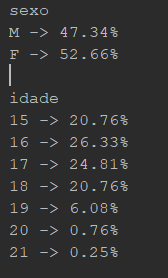 sexo
M -> 47.34%
F -> 52.66%
idade
15 -> 20.76%
16 -> 26.33%
17 -> 24.81%
18 -> 20.76%
19 -> 6.08%
20 -> 0.76%
21 -> 0.25%